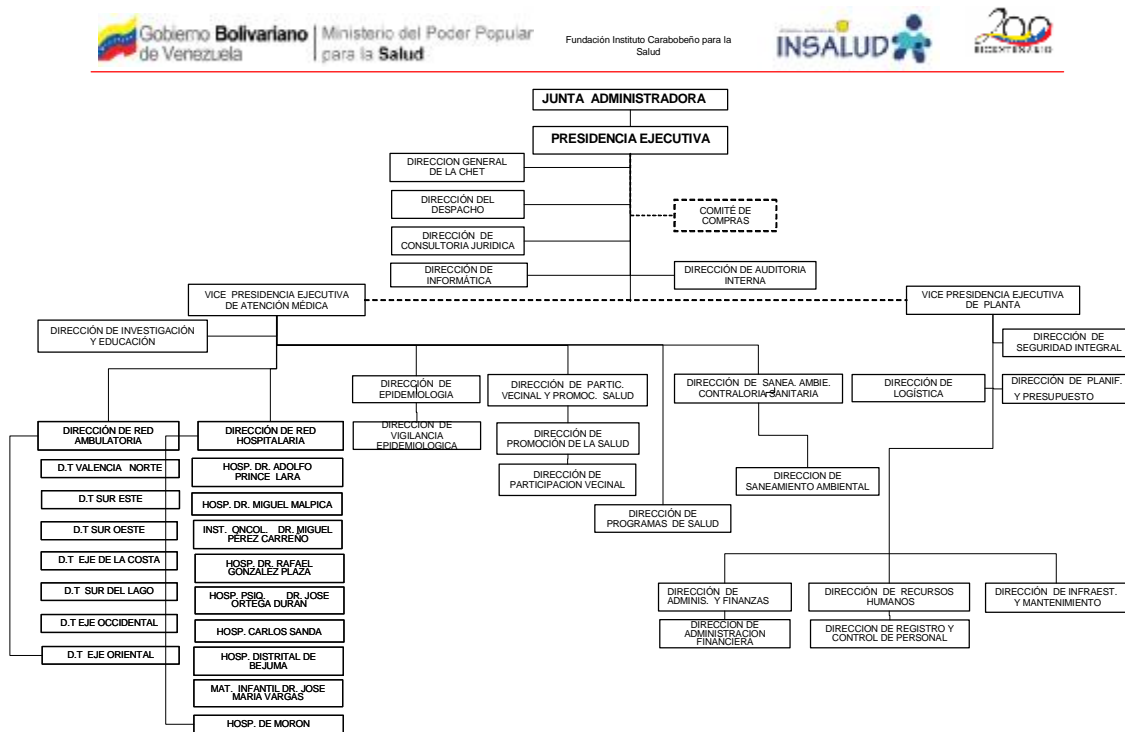 Gobierno Bolivariano
de Venezuela
Ministerio del Poder Popular
para la Salud
Fundación Instituto Carabobeño para la
Salud
INSALUD
200
BICENTENARIO
JUNTA ADMINISTRADORA
PRESIDENCIA EJECUTIVA
DIRECCION GENERAL
DE LA CHET
DIRECCIÓN DEL
DESPACHO
COMITÉ DE
COMPRAS
DIRECCIÓN DE
CONSULTORIA JURIDICA
DIRECCIÓN DE
INFORMÁTICA
DIRECCIÓN DE AUDITORIA
INTERNA
VICE PRESIDENCIA EJECUTIVA
DE ATENCIÓN MÉDICA
VICE PRESIDENCIA EJECUTIVA
DE PLANTA
DIRECCIÓN DE INVESTIGACIÓN
Y EDUCACIÓN
DIRECCIÓN DE
SEGURIDAD INTEGRAL
DIRECCIÓN DE
EPIDEMIOLOGIA
DIRECCIÓN DE PARTIC.
VECINAL Y PROMOC. SALUD
DIRECCIÓN DE SANEA. AMBIE.
CONTRALORIA SANITARIA
DIRECCIÓN DE
LOGÍSTICA
DIRECCIÓN DE PLANIF.
Y PRESUPUESTO
DIRECCIÓN DE RED
AMBULATORIA
DIRECCIÓN DE RED
HOSPITALARIA
DIRECCIÓN DE
VIGILANCIA
EPIDEMIOLOGICA
DIRECCIÓN DE
PROMOCIÓN DE LA SALUD
DIRECCIÓN DE
PARTICIPACION VECINAL
DIRECCION DE
SANEAMIENTO AMBIENTAL
DIRECCIÓN DE
PROGRAMAS DE SALUD
D.T VALENCIA NORTE
D.T SUR ESTE
D.T SUR OESTE
D.T EJE DE LA COSTA
D.T SUR DEL LAGO
D.T EJE OCCIDENTAL
D.T EJE ORIENTAL
HOSP. DR. ADOLFO
PRINCE LARA
HOSP. DR. MIGUEL MALPICA
INST. ONCOL. DR. MIGUEL
PÉREZ CARREÑO
HOSP. DR. RAFAEL
GONZALEZ PLAZA
HOSP. PSIQ. DR. JOSE
ORTEGA DURAN
HOSP. CARLOS SANDA
HOSP. DISTRITAL DE
BEJUMA
MAT. INFANTIL DR. JOSE
MARIA VARGAS
HOSP. DE MORON
DIRECCIÓN DE
ADMINIS. Y FINANZAS
DIRECCIÓN DE RECURSOS
HUMANOS
DIRECCIÓN DE INFRAEST.
Y MANTENIMIENTO
DIRECCION DE
ADMINISTRACION
FINANCIERA
DIRECCION DE REGISTRO Y
CONTROL DE PERSONAL